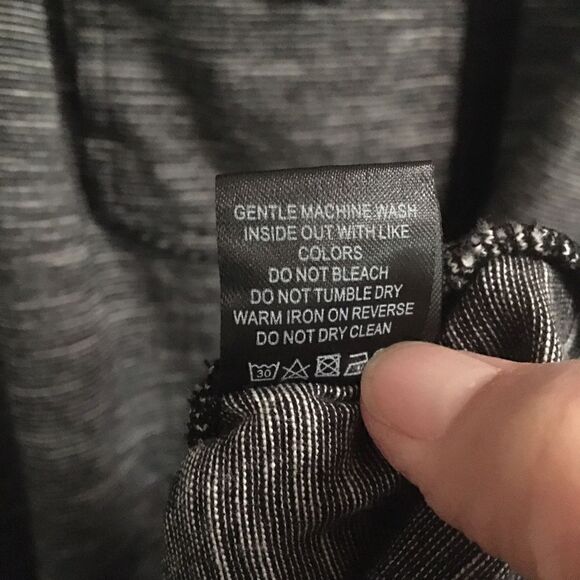 GENTLE MACHINE WASH
INSIDE OUT WITH LIKE
COLORS
DO NOT BLEACH
DO NOT TUMBLE DRY
WARM IRON ON REVERSE
DO NOT DRY CLEAN
30